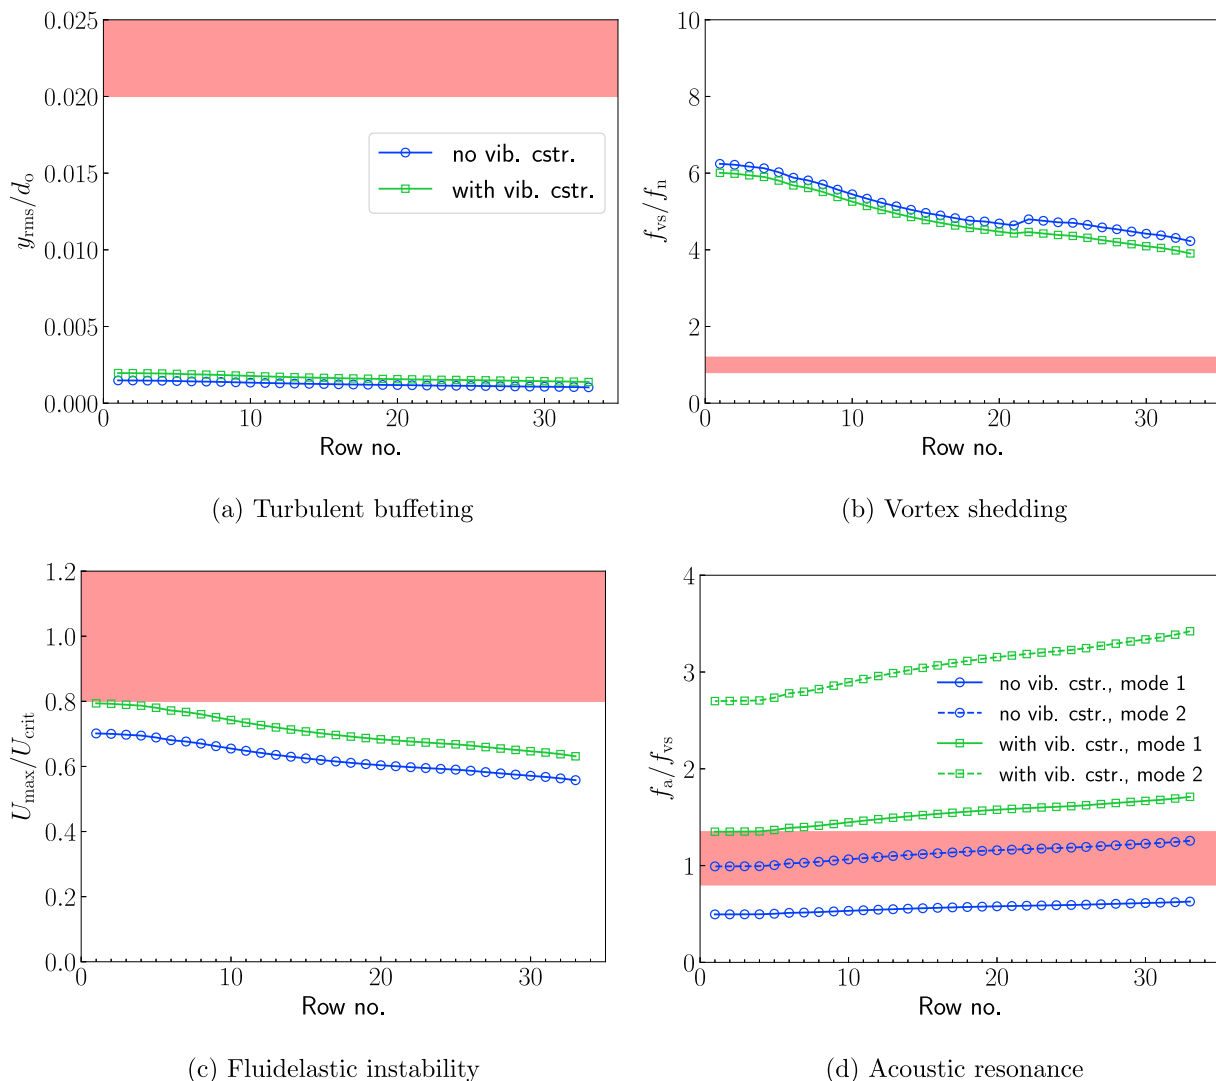 0.025
0.020
0.015
0.010
0.005
0.000
y_rms/d_o
no vib. cstr.
with vib. cstr.
0 10 20 30
Row no.
(a) Turbulent buffeting
10
8
6
4
2
0
f_vs/f_n
0 10 20 30
Row no.
(b) Vortex shedding
1.2
1.0
0.8
0.6
0.4
0.2
0.0
U_max/U_crit
0 10 20 30
Row no.
(c) Fluidelastic instability
4
3
2
1
0
f_a/f_vs
no vib. cstr., mode 1
no vib. cstr., mode 2
with vib. cstr., mode 1
with vib. cstr., mode 2
0 10 20 30
Row no.
(d) Acoustic resonance